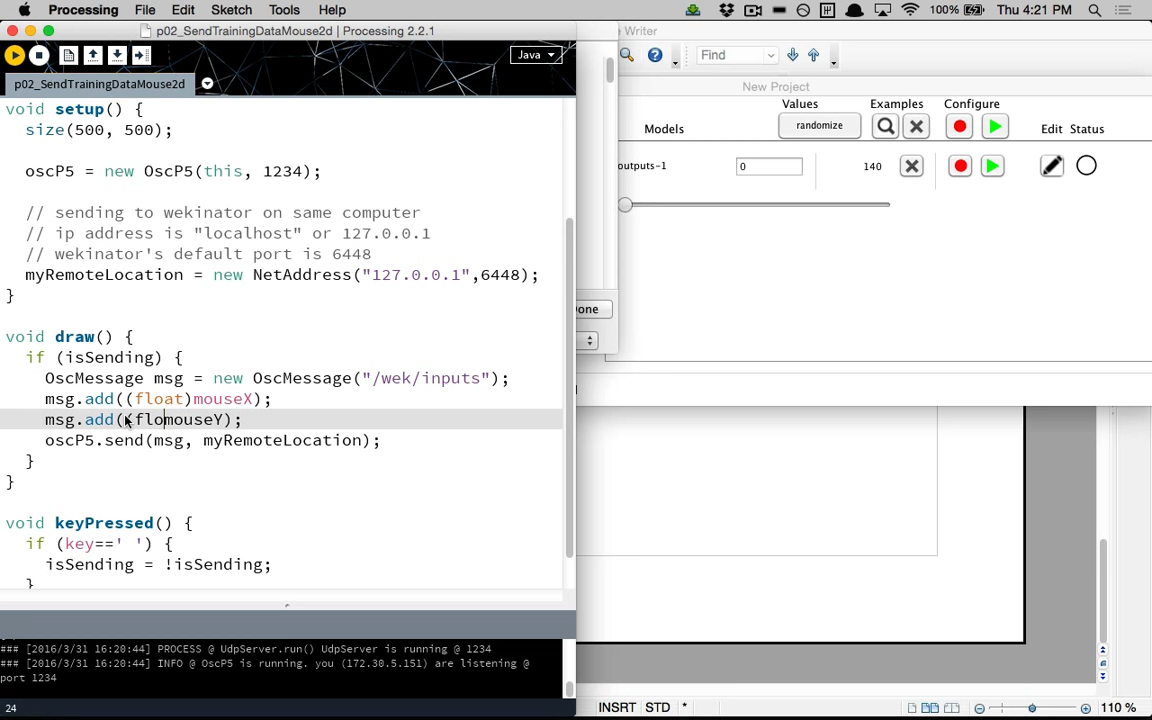 Processing File Edit Sketch Tools Help 100% Thu 4:21 PM
p02_SendTrainingDataMouse2d | Processing 2.2.1
Java
p02_SendTrainingDataMouse2d
void setup() {
size(500, 500);
oscP5 = new OscP5(this, 1234);
// sending to wekinator on same computer
// ip address is "localhost" or 127.0.0.1
// wekinator's default port is 6448
myRemoteLocation = new NetAddress("127.0.0.1",6448);
}
void draw() {
if (isSending) {
OscMessage msg = new OscMessage("/wek/inputs");
msg.add((float)mouseX);
msg.add((flomouseY);
oscP5.send(msg, myRemoteLocation);
}
}
void keyPressed() {
if (key==' ') {
isSending = !isSending;
}
### [2016/3/31 16:20:44] PROCESS @ UdpServer.run() UdpServer is running @ 1234
### [2016/3/31 16:20:44] INFO @ OscP5 is running. you (172.30.5.151) are listening @
port 1234
24
Writer
Find
New Project
Values Examples Configure
Models randomize Edit Status
outputs-1 0 140
Done
INSRT STD * 110 %